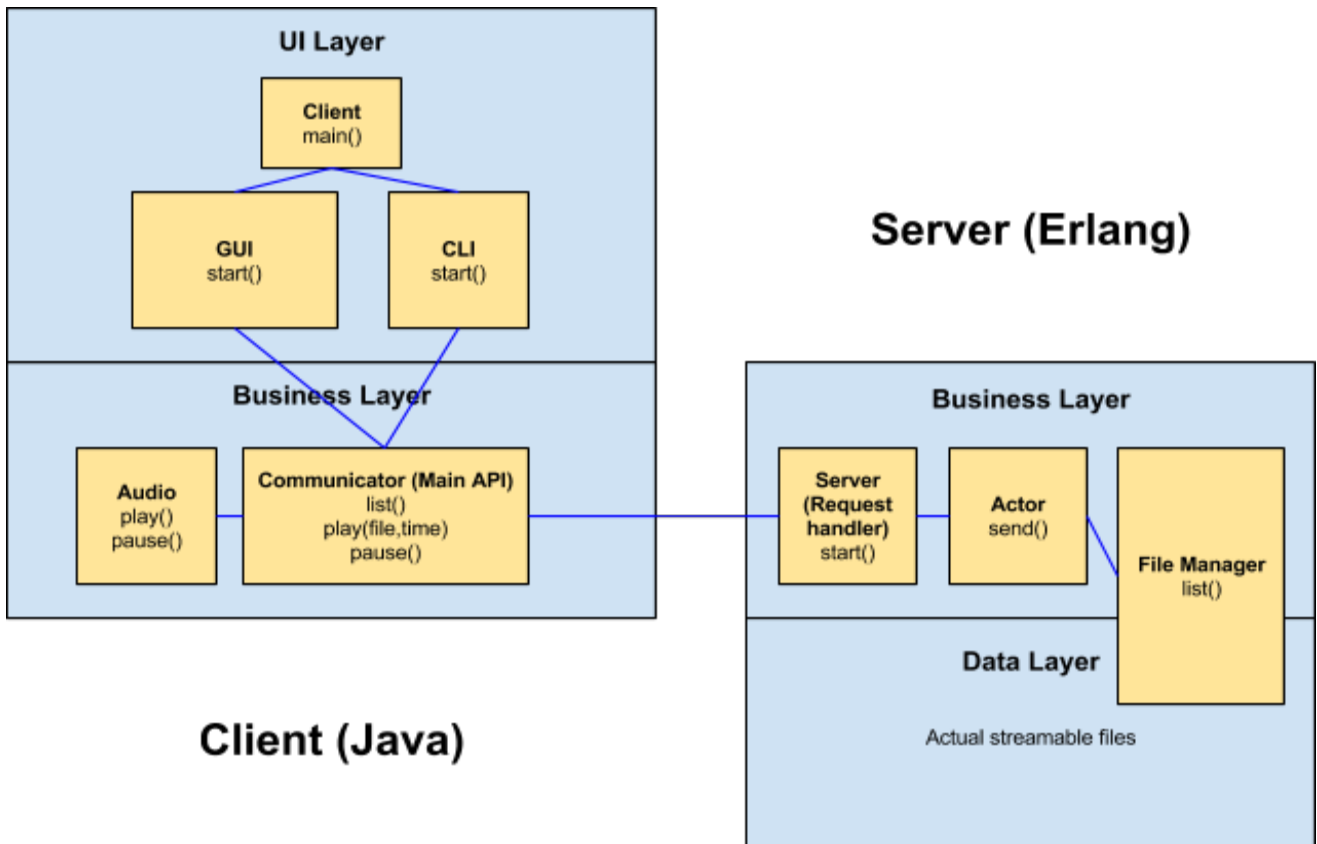 UI Layer
Client
main()
GUI
start()
CLI
start()
Server (Erlang)
Business Layer
Audio
play()
pause()
Communicator (Main API)
list()
play(file,time)
pause()
Business Layer
Server
(Request
handler)
start()
Actor
send()
File Manager
list()
Data Layer
Actual streamable files
Client (Java)